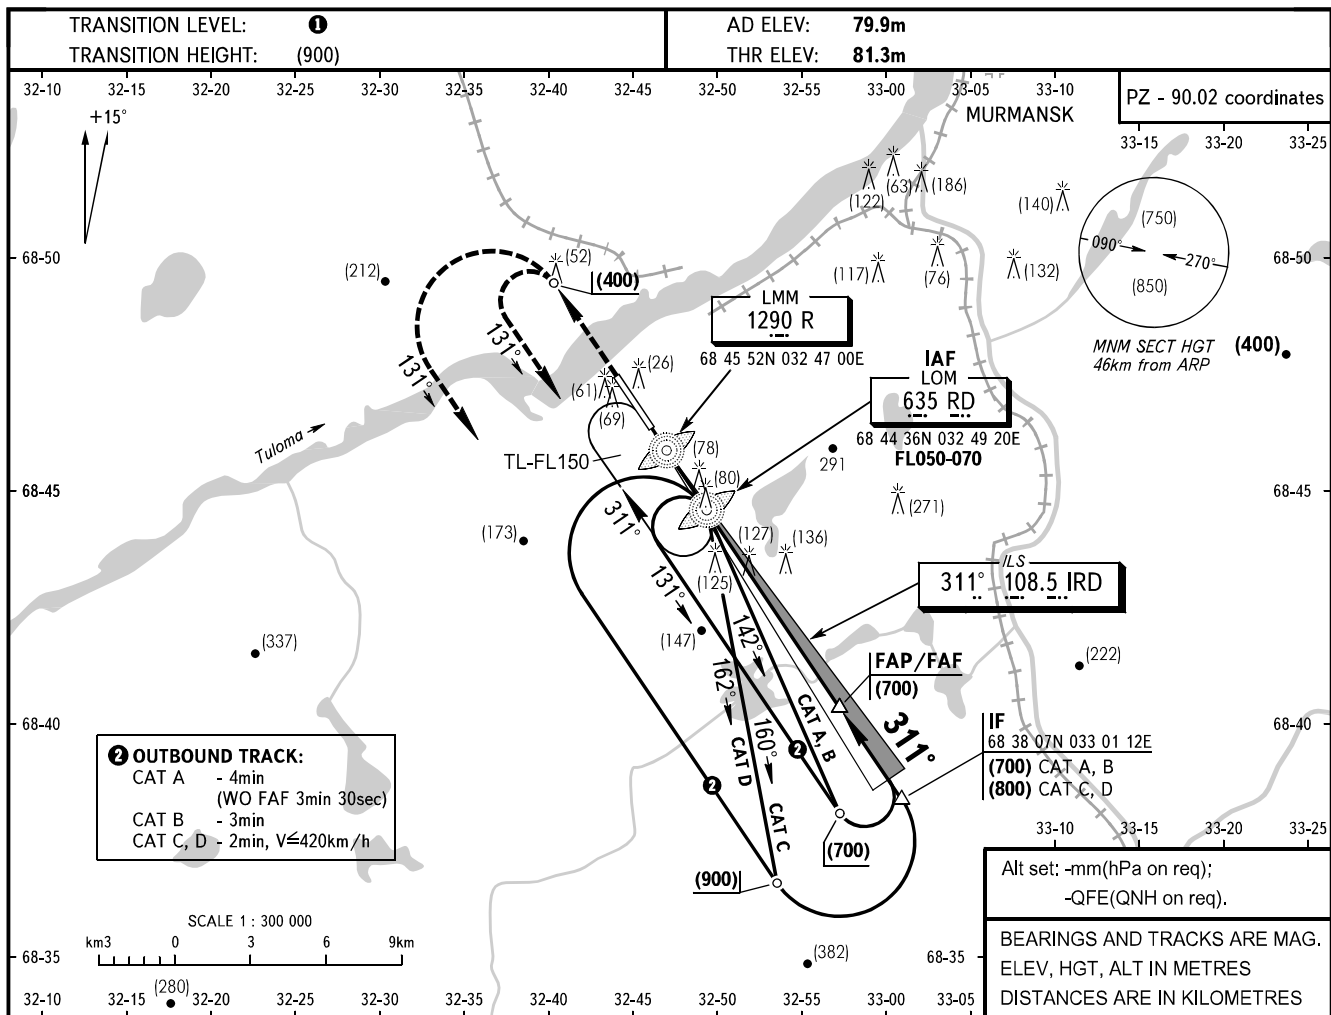 TRANSITION LEVEL: ❶
TRANSITION HEIGHT: (900)
AD ELEV: 79.9m
THR ELEV: 81.3m
32-10 32-15 32-20 32-25 32-30 32-35 32-40 32-45 32-50 32-55 33-00 33-05 33-10
PZ - 90.02 coordinates
33-15 33-20 33-25
+15°
MURMANSK
(122)
(63)
(186)
(140)
(750)
090°
270°
(850)
MNM SECT HGT
46km from ARP
(400)
68-50
(212)
(52)
(400)
(117)
(76)
(132)
68-50
LMM
1290 R
68 45 52N 032 47 00E
IAF
LOM
635 RD
68 44 36N 032 49 20E
FL050-070
131°
131°
(61)
(26)
(69)
Tuloma
TL-FL150
(78)
(80)
291
(271)
68-45
68-45
(173)
311°
(127)
(136)
(125)
ILS
311° 108.5 IRD
131°
(147)
142°
162°
(337)
(222)
FAP/FAF
(700)
CAT A, B
160°
CAT D
CAT C
311°
IF
68 38 07N 033 01 12E
(700) CAT A, B
(800) CAT C, D
68-40
68-40
❷
❷
❷ OUTBOUND TRACK:
CAT A - 4min
(WO FAF 3min 30sec)
CAT B - 3min
CAT C, D - 2min, V≤420km/h
(700)
(900)
33-10 33-15 33-20 33-25
Alt set: -mm(hPa on req);
-QFE(QNH on req).
SCALE 1 : 300 000
km3 0 3 6 9km
68-35
(382)
68-35
(280)
BEARINGS AND TRACKS ARE MAG.
ELEV, HGT, ALT IN METRES
DISTANCES ARE IN KILOMETRES
32-10 32-15 32-20 32-25 32-30 32-35 32-40 32-45 32-50 32-55 33-00 33-05